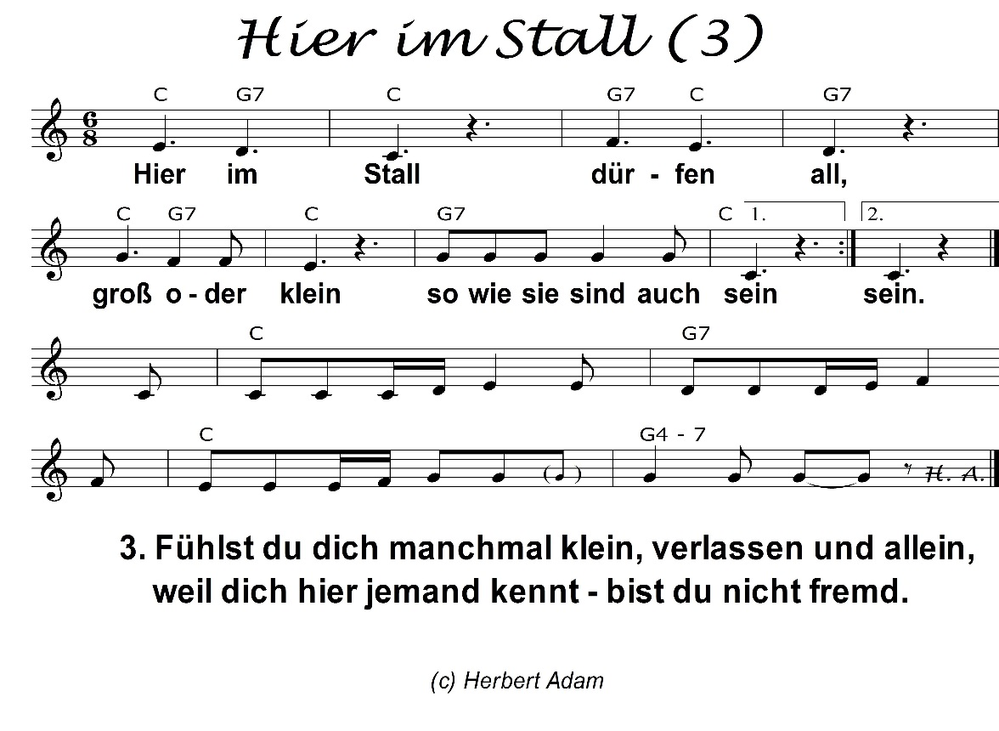 Hier im Stall (3)
C G7 C G7 C G7
6
8
Hier im Stall dür - fen all,
C G7 C G7 C 1. 2.
groß o - der klein so wie sie sind auch sein sein.
C G7
C G4 - 7
H. A.
3. Fühlst du dich manchmal klein, verlassen und allein,
weil dich hier jemand kennt - bist du nicht fremd.
(c) Herbert Adam